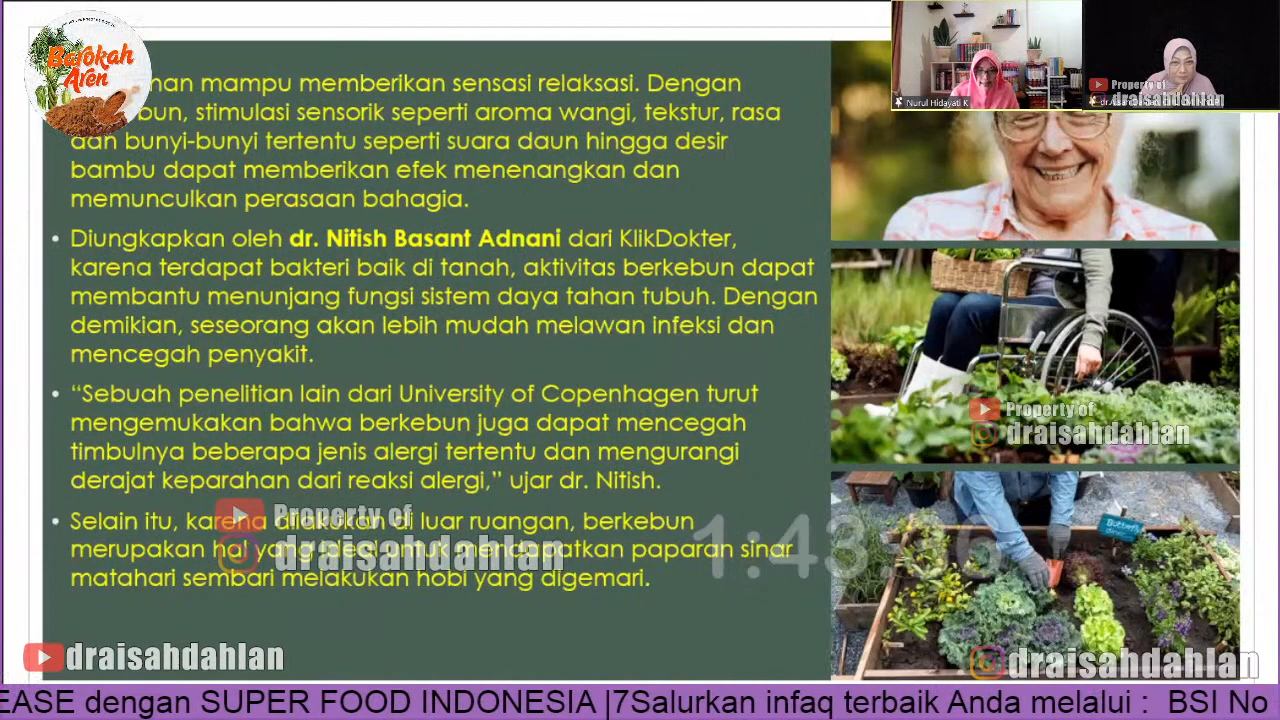 Barokah
Aren
mampu memberikan sensasi relaksasi. Dengan
stimulasi sensorik seperti aroma wangi, tekstur, rasa
dan bunyi-bunyi tertentu seperti suara daun hingga desir
bambu dapat memberikan efek menenangkan dan
memunculkan perasaan bahagia.
• Diungkapkan oleh dr. Nitish Basant Adnani dari KlikDokter,
karena terdapat bakteri baik di tanah, aktivitas berkebun dapat
membantu menunjang fungsi sistem daya tahan tubuh. Dengan
demikian, seseorang akan lebih mudah melawan infeksi dan
mencegah penyakit.
• “Sebuah penelitian lain dari University of Copenhagen turut
mengemukakan bahwa berkebun juga dapat mencegah
timbulnya beberapa jenis alergi tertentu dan mengurangi
derajat keparahan dari reaksi alergi,” ujar dr. Nitish.
• Selain itu, karena dilakukan di luar ruangan, berkebun
merupakan hal yang ideal untuk mendapatkan paparan sinar
matahari sembari melakukan hobi yang digemari.
Property of
draisahdahlan
Nurul Hidayati K
Property of
draisahdahlan
Property of
draisahdahlan
draisahdahlan
draisahdahlan
EASE dengan SUPER FOOD INDONESIA |7Salurkan infaq terbaik Anda melalui : BSI No